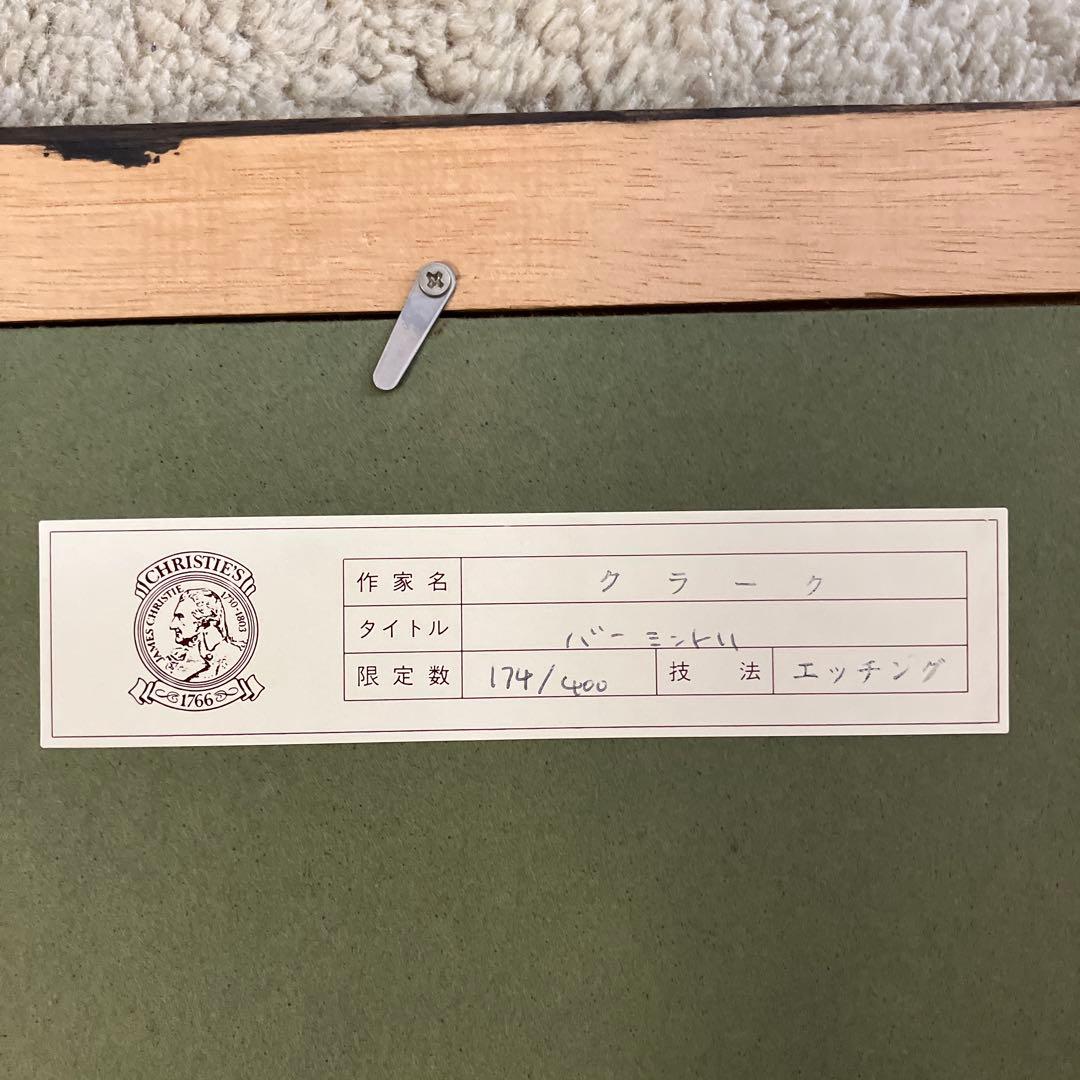 CHRISTIE'S
JAMES CHRISTIE 1730-1803
1766
作家名 クラーク
タイトル バーミントリ
限定数 174/400 技法 エッチング